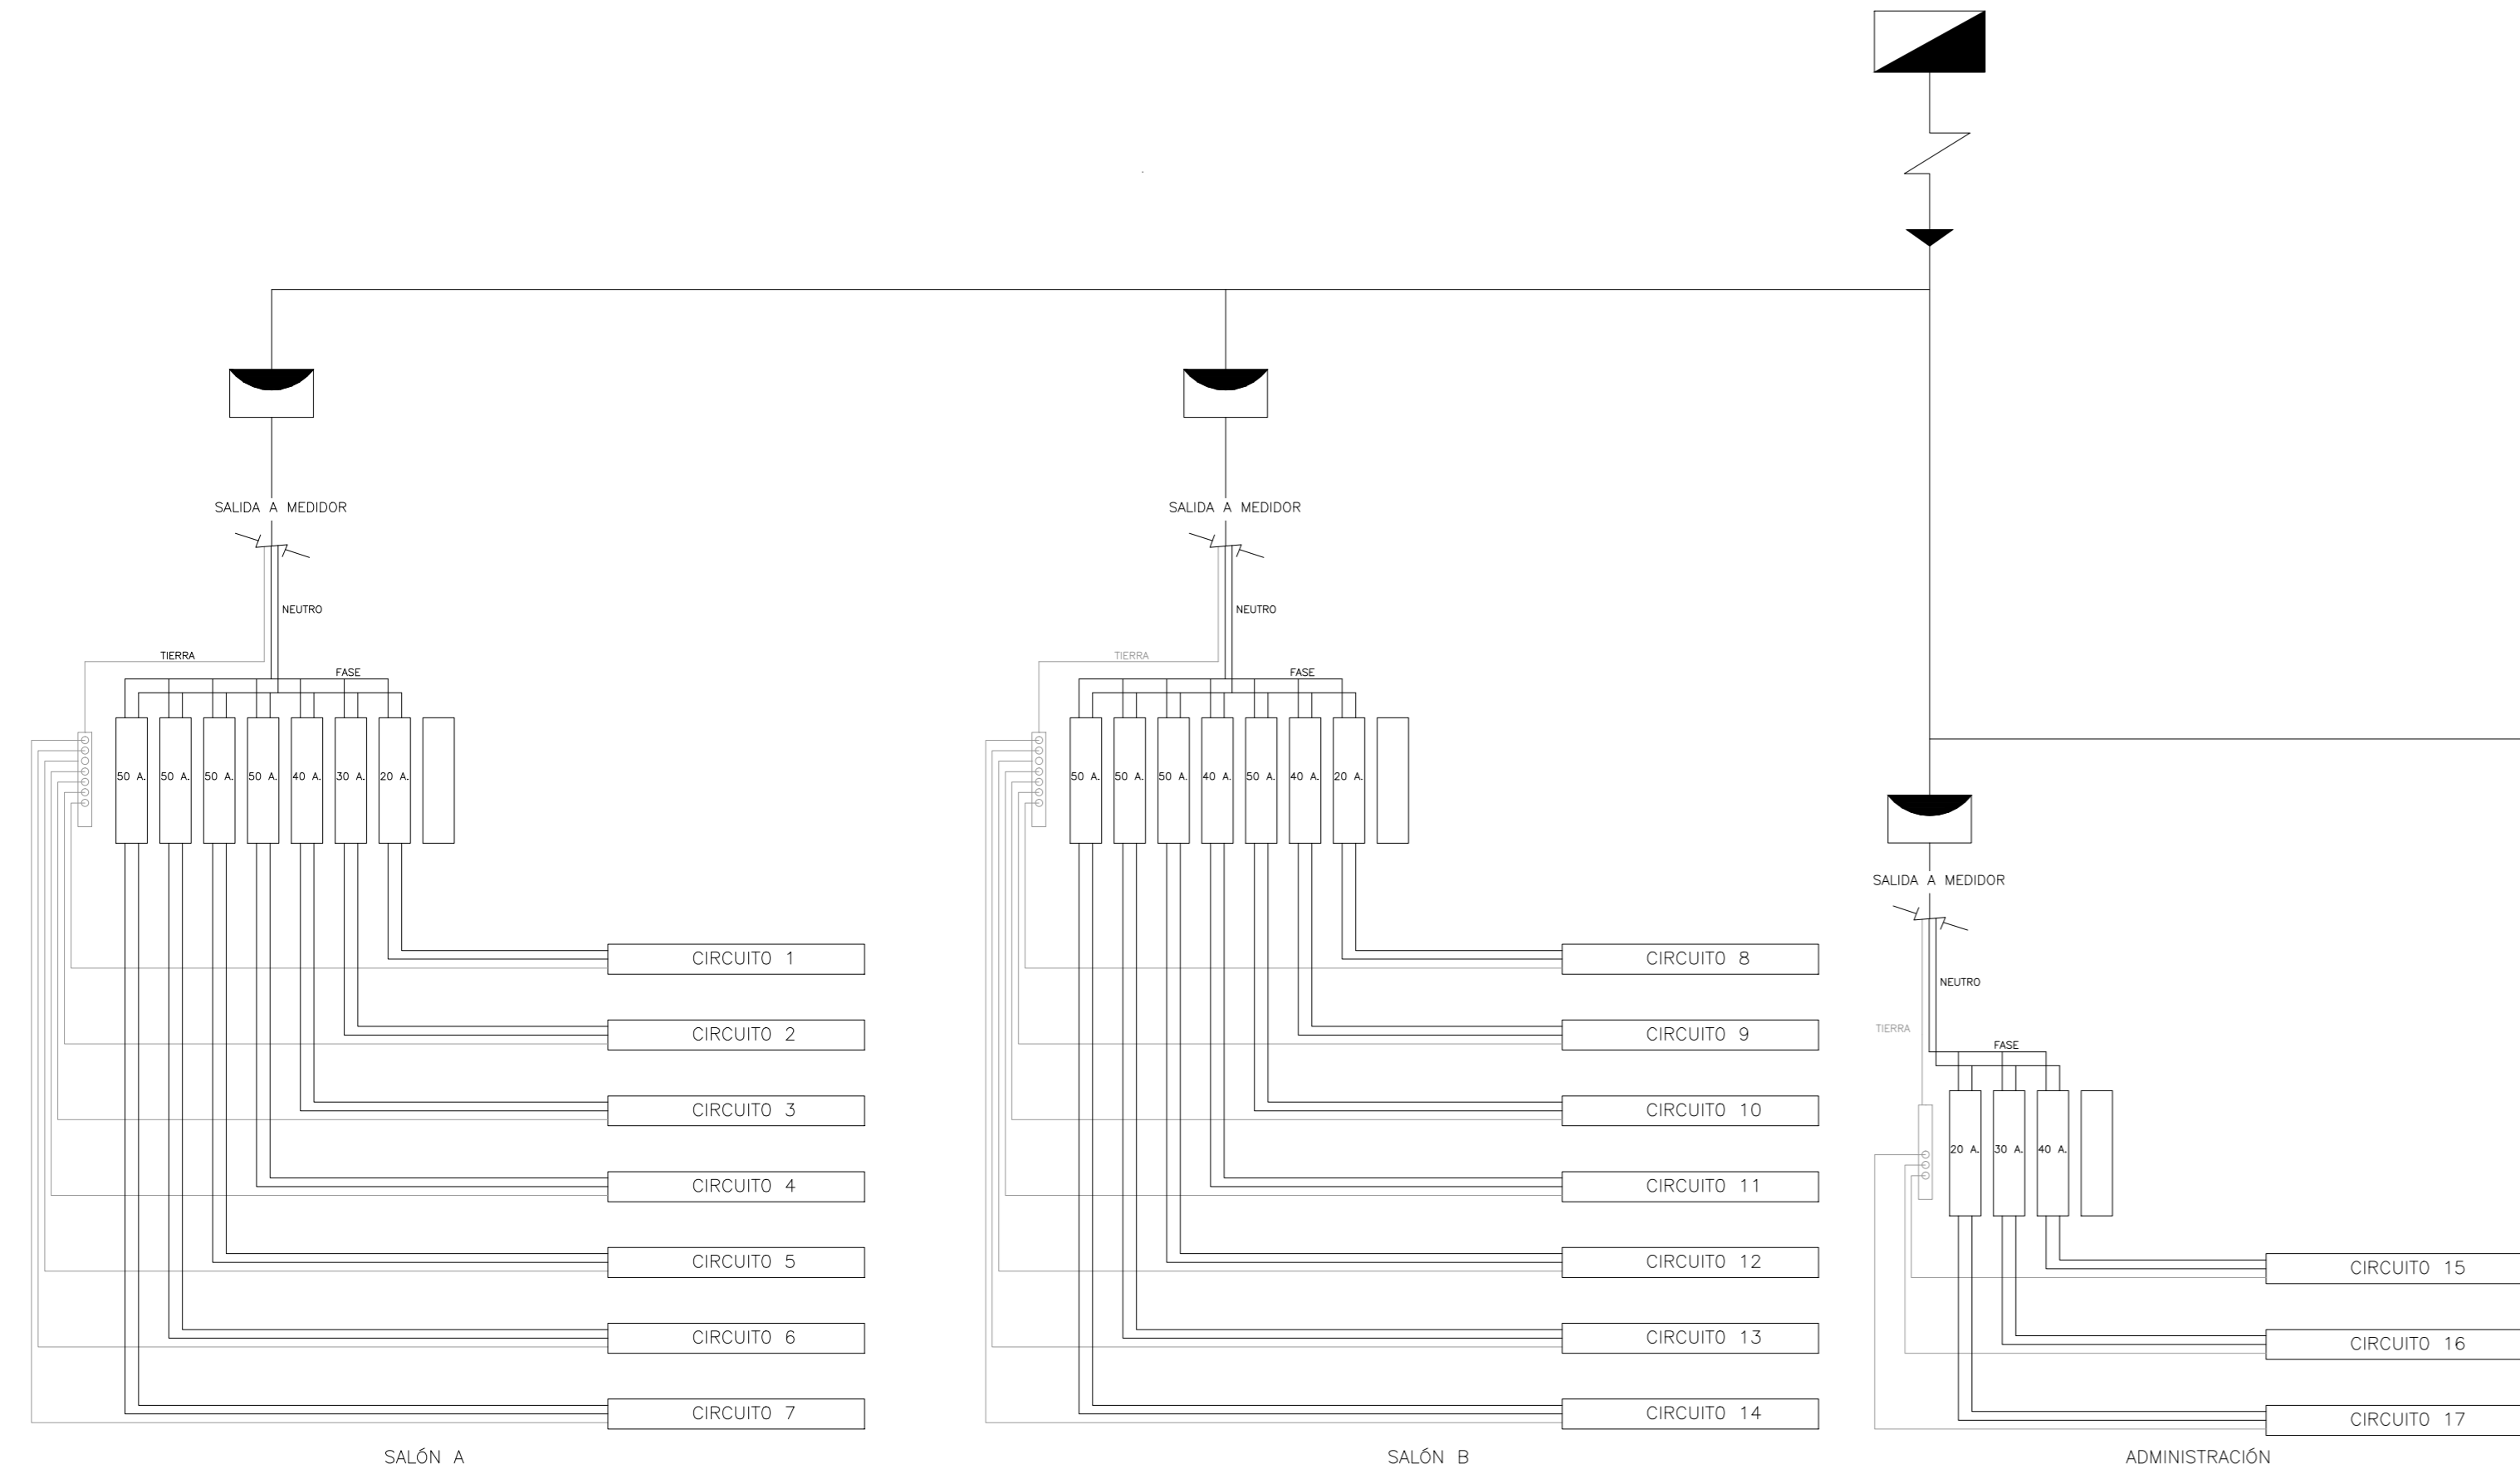 SALIDA A MEDIDOR
NEUTRO
TIERRA
FASE
50 A.
50 A.
50 A.
50 A.
40 A.
30 A.
20 A.
CIRCUITO 1
CIRCUITO 2
CIRCUITO 3
CIRCUITO 4
CIRCUITO 5
CIRCUITO 6
CIRCUITO 7
SALÓN A
SALIDA A MEDIDOR
NEUTRO
TIERRA
FASE
50 A.
50 A.
50 A.
40 A.
50 A.
40 A.
20 A.
CIRCUITO 8
CIRCUITO 9
CIRCUITO 10
CIRCUITO 11
CIRCUITO 12
CIRCUITO 13
CIRCUITO 14
SALÓN B
SALIDA A MEDIDOR
NEUTRO
TIERRA
FASE
20 A.
30 A.
40 A.
CIRCUITO 15
CIRCUITO 16
CIRCUITO 17
ADMINISTRACIÓN